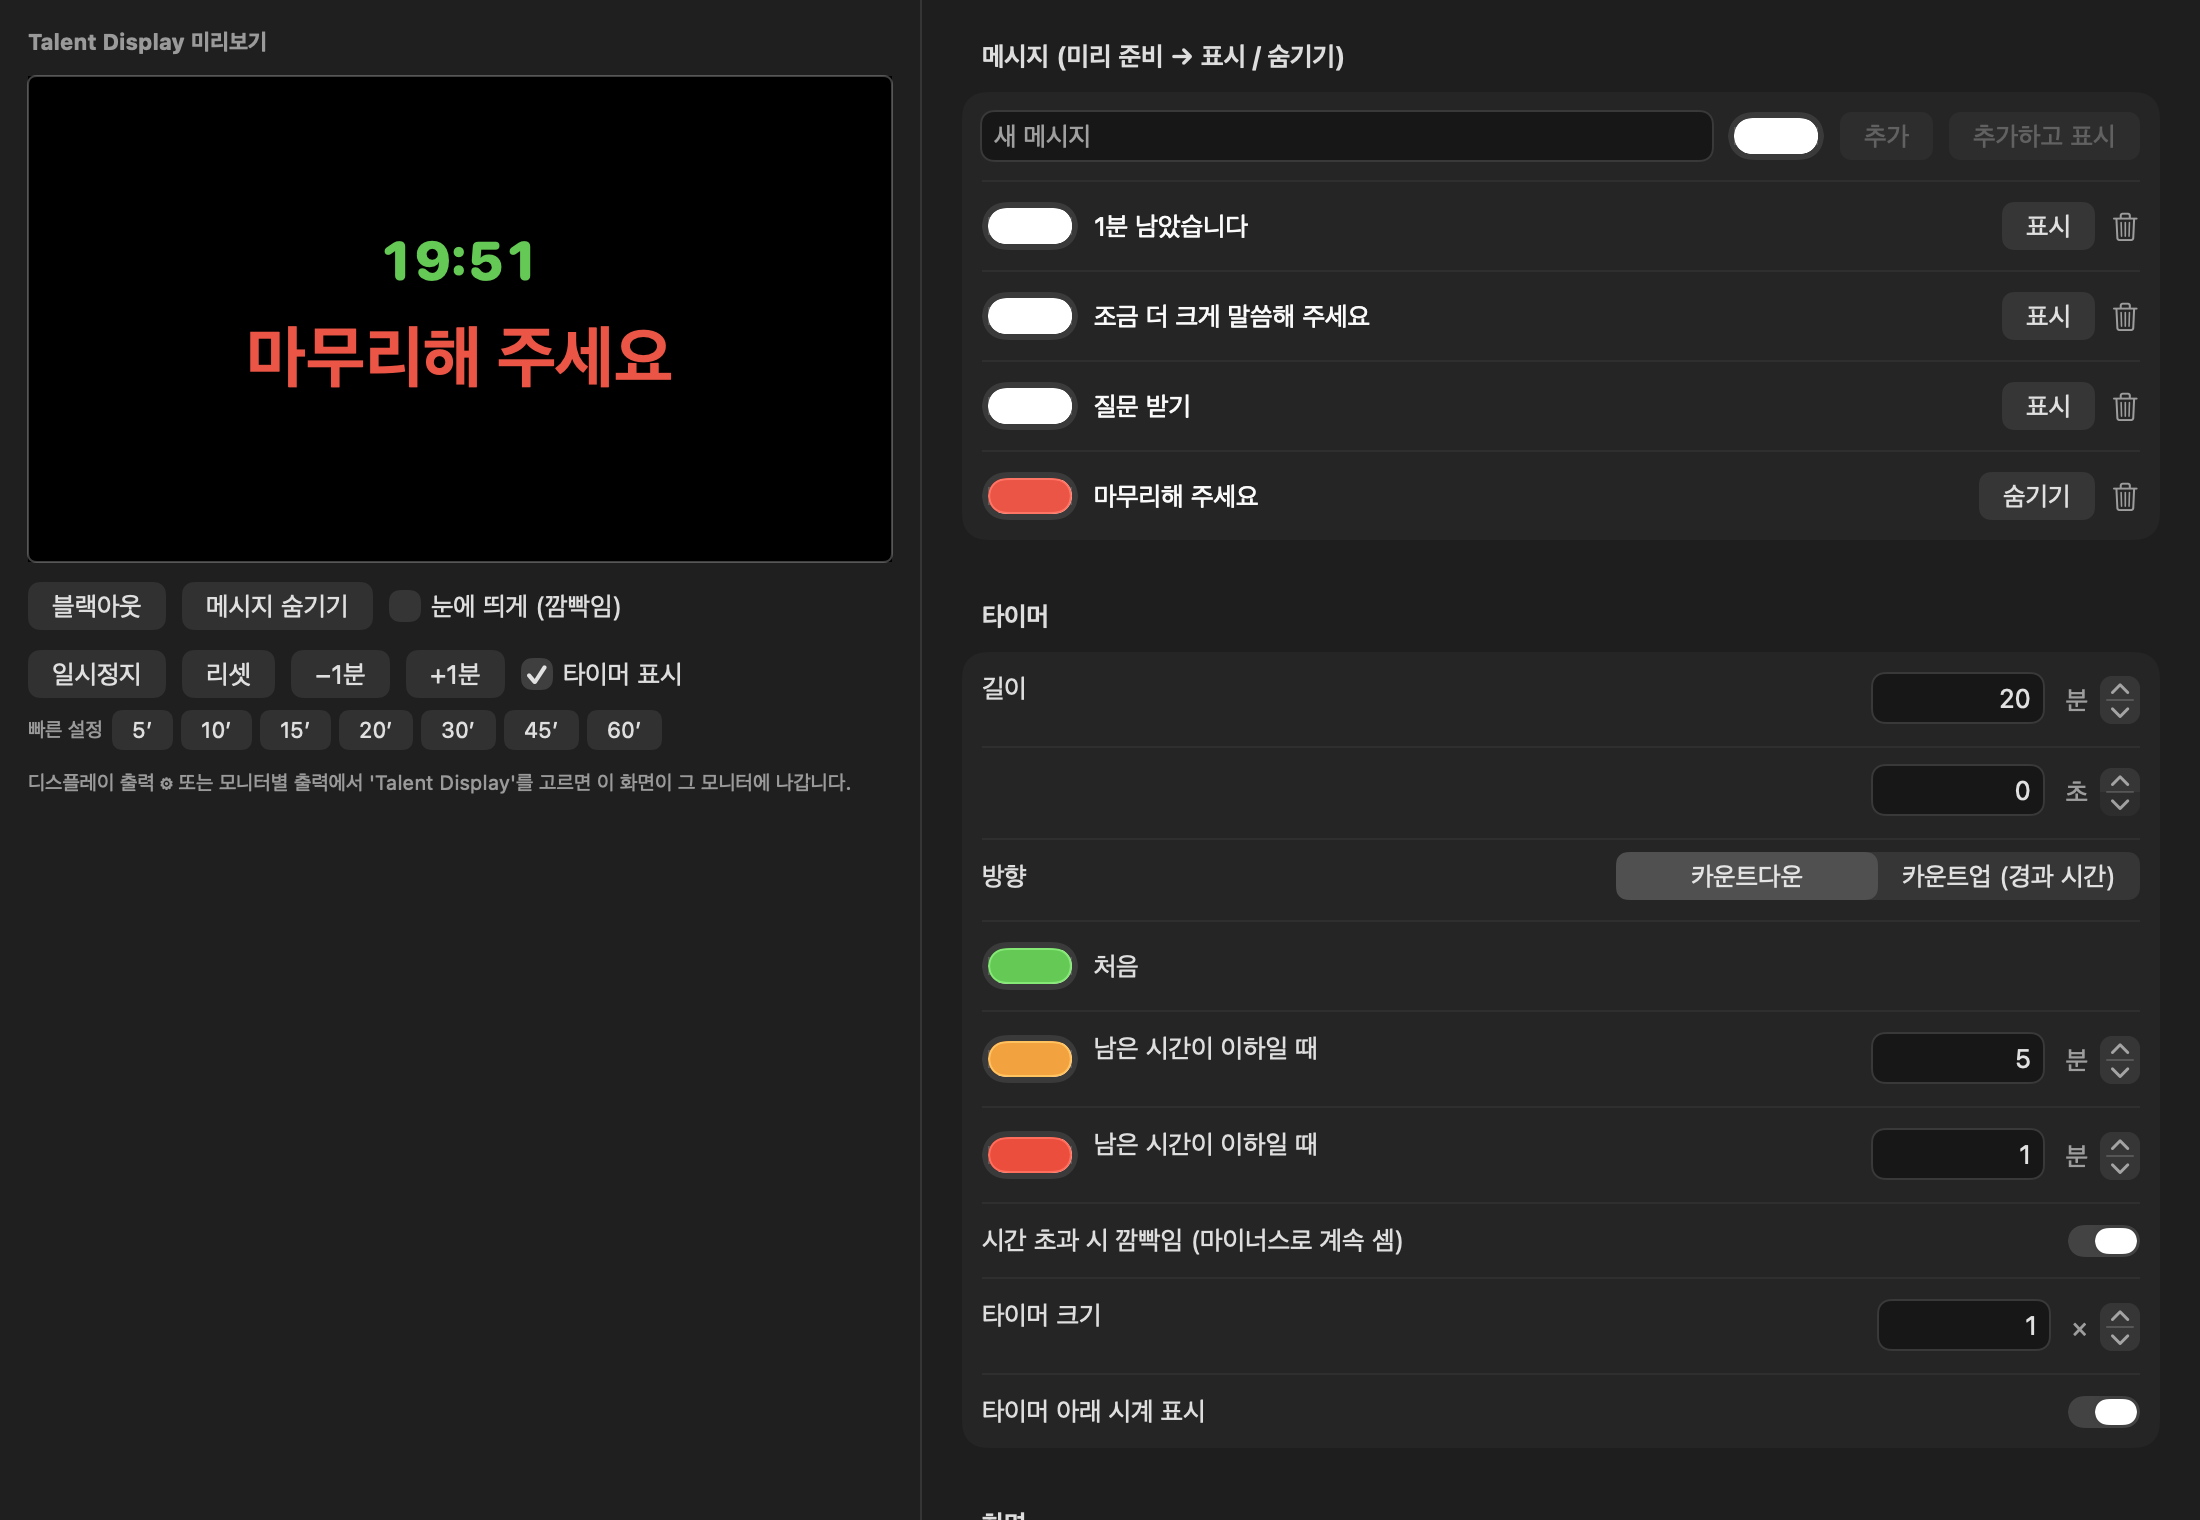 Talent Display 미리보기
19:51
마무리해 주세요
블랙아웃 메시지 숨기기 눈에 띄게 (깜빡임)
일시정지 리셋 −1분 +1분 타이머 표시
빠른 설정 5′ 10′ 15′ 20′ 30′ 45′ 60′
디스플레이 출력 ⚙ 또는 모니터별 출력에서 'Talent Display'를 고르면 이 화면이 그 모니터에 나갑니다.
메시지 (미리 준비 → 표시 / 숨기기)
새 메시지 추가 추가하고 표시
1분 남았습니다 표시
조금 더 크게 말씀해 주세요 표시
질문 받기 표시
마무리해 주세요 숨기기
타이머
길이 20 분
0 초
방향 카운트다운 카운트업 (경과 시간)
처음
남은 시간이 이하일 때 5 분
남은 시간이 이하일 때 1 분
시간 초과 시 깜빡임 (마이너스로 계속 셈)
타이머 크기 1 ×
타이머 아래 시계 표시